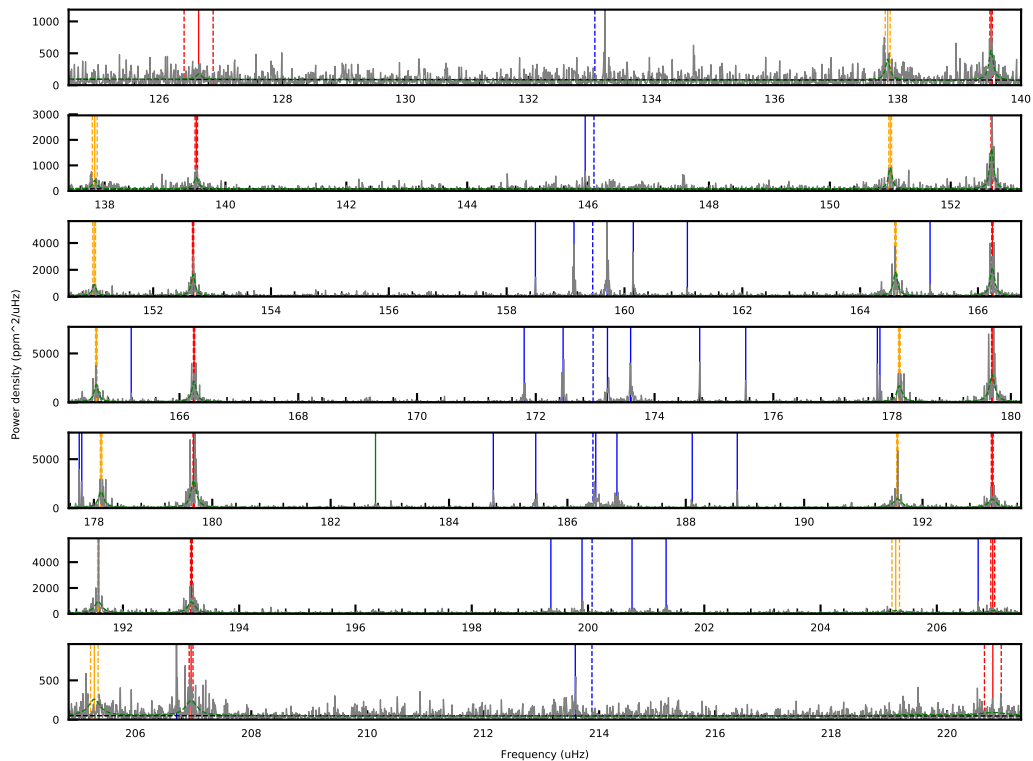 1000
500
0
126 128 130 132 134 136 138 140
3000
2000
1000
0
138 140 142 144 146 148 150 152
4000
2000
0
152 154 156 158 160 162 164 166
5000
0
166 168 170 172 174 176 178 180
5000
0
178 180 182 184 186 188 190 192
4000
2000
0
192 194 196 198 200 202 204 206
500
0
206 208 210 212 214 216 218 220
Power density (ppm^2/uHz)
Frequency (uHz)